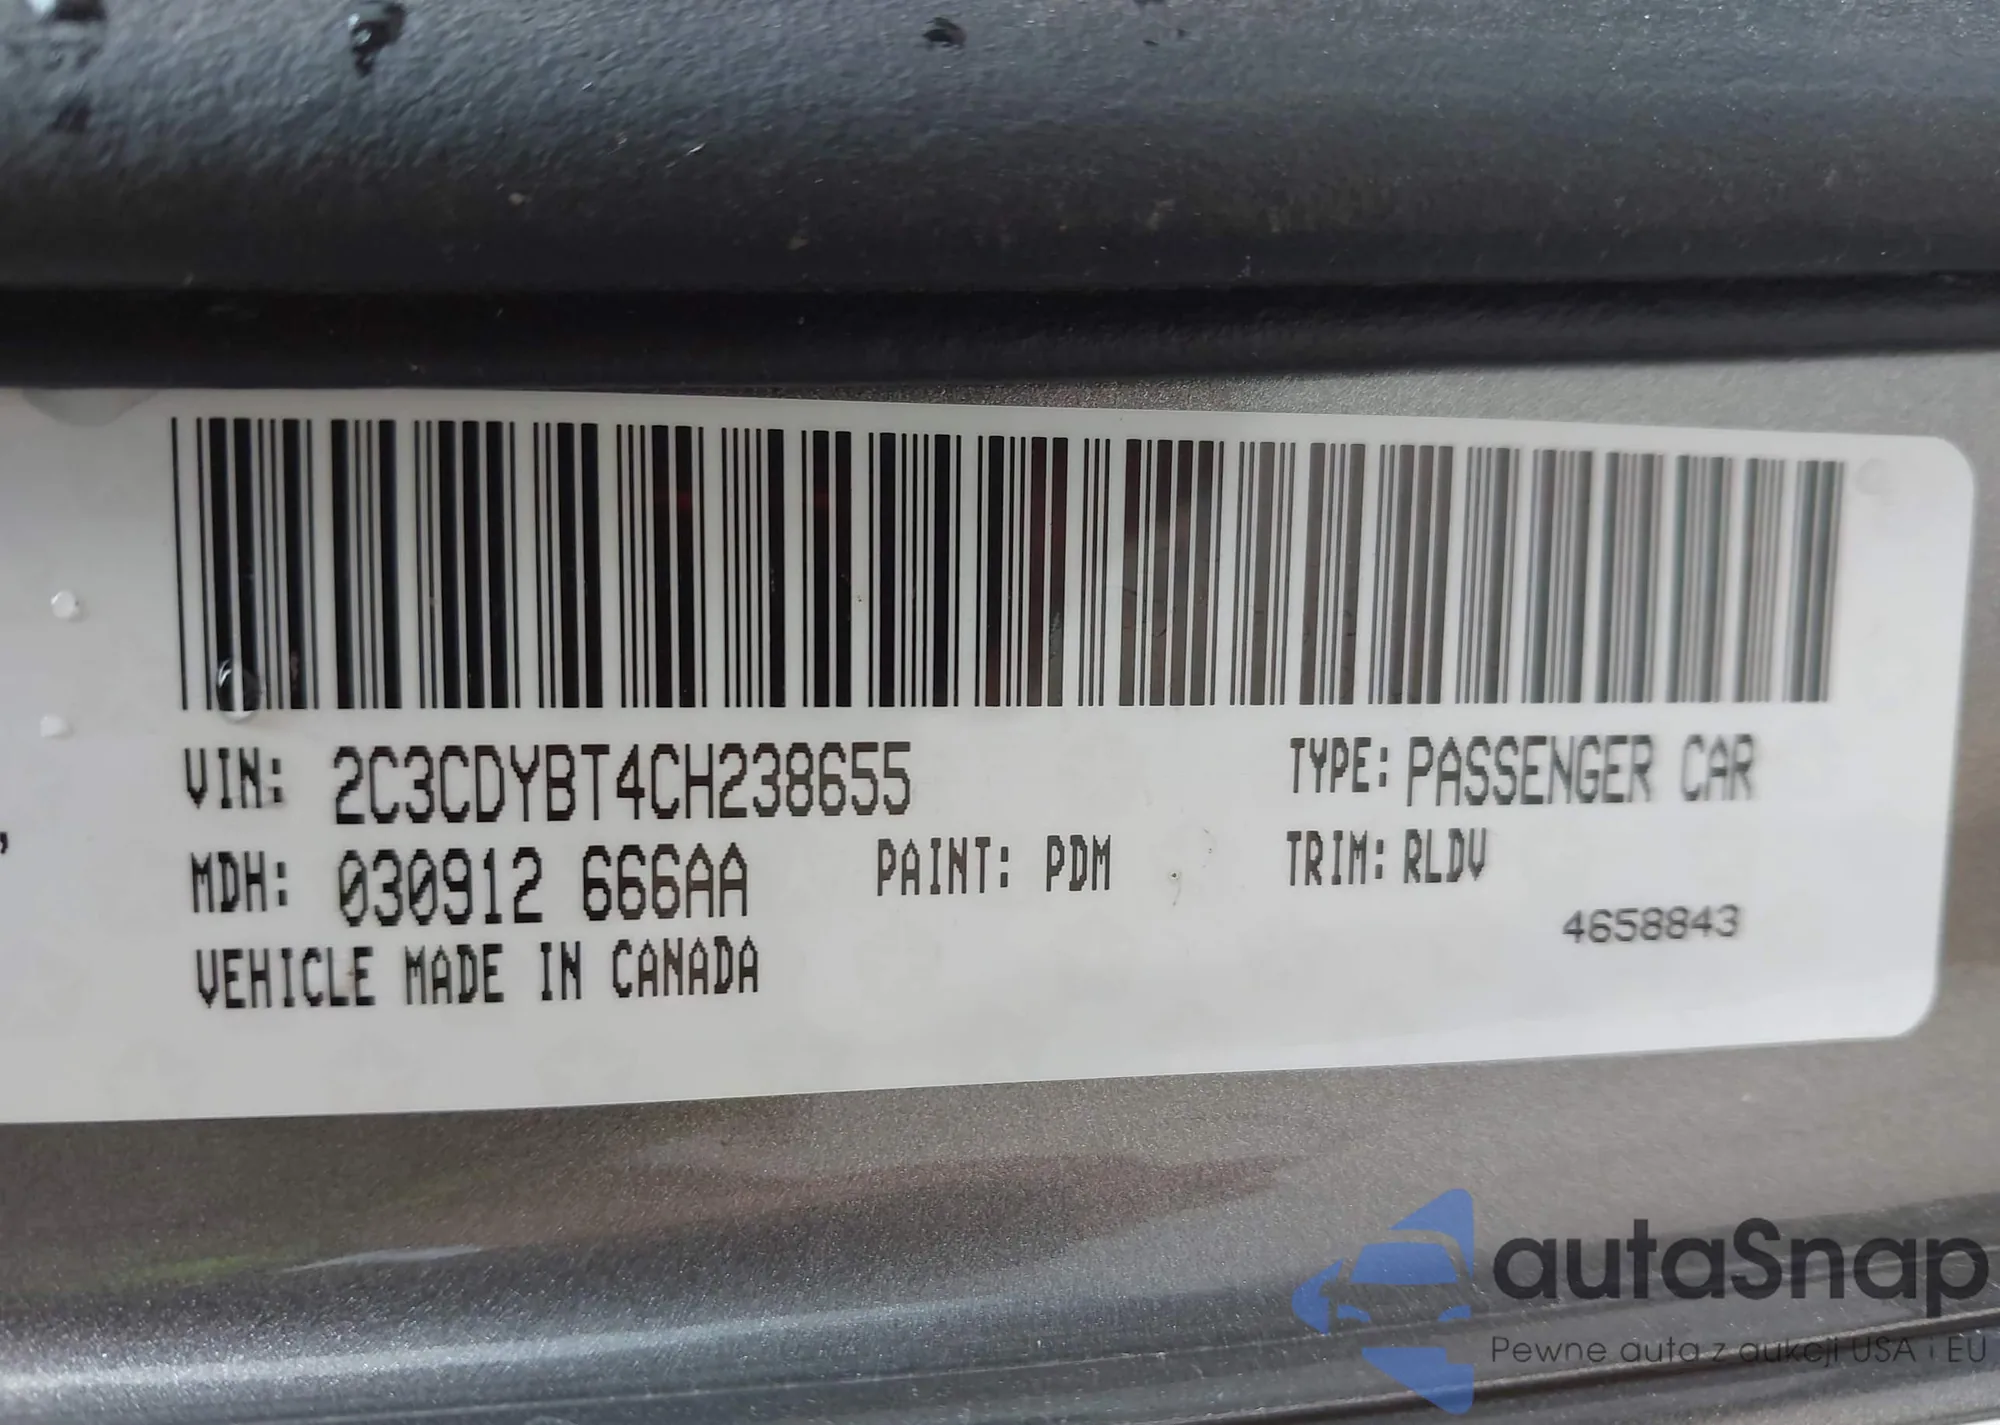 VIN: 2C3CDYBT4CH238655 TYPE: PASSENGER CAR
MDH: 030912 666AA PAINT: PDM TRIM: RLDV
4658843
VEHICLE MADE IN CANADA
autaSnap
Pewne auta z aukcji USA i EU